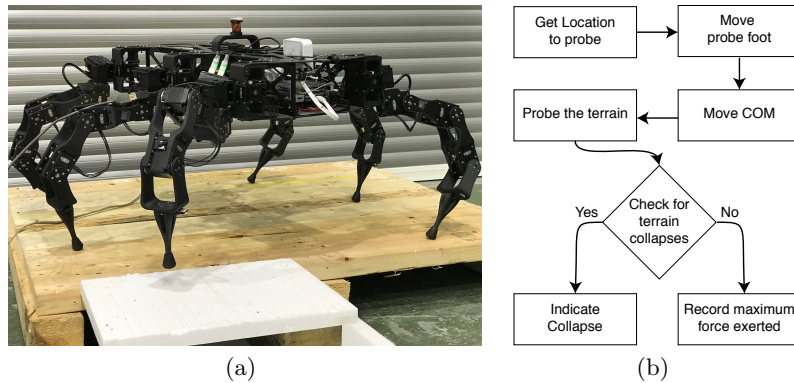 Get Location
to probe
Move
probe foot
Probe the terrain
Move COM
Check for
terrain
collapses
Yes
No
Indicate
Collapse
Record maximum
force exerted
(a)
(b)